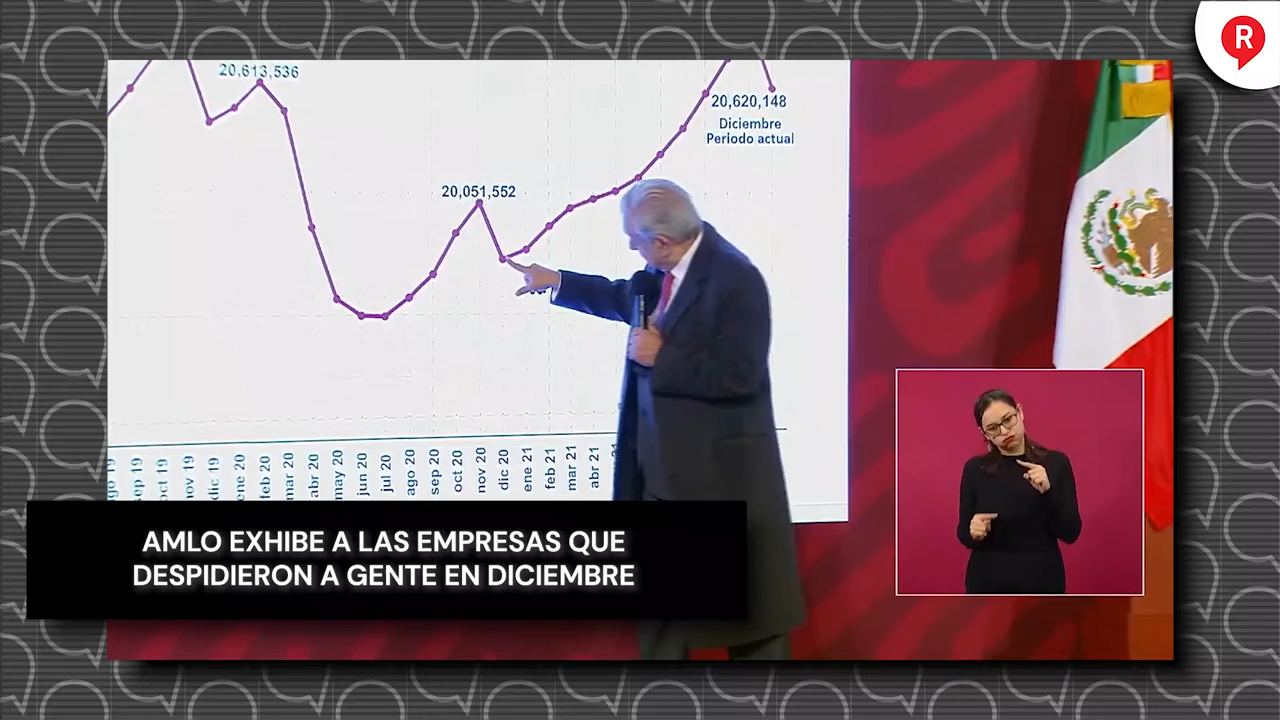 R
20,613,536
20,620,148
Diciembre
Periodo actual
20,051,552
sep 19
oct 19
nov 19
dic 19
ene 20
feb 20
mar 20
abr 20
may 20
jun 20
jul 20
ago 20
sep 20
oct 20
nov 20
dic 20
ene 21
feb 21
mar 21
abr 21
AMLO EXHIBE A LAS EMPRESAS QUE
DESPIDIERON A GENTE EN DICIEMBRE